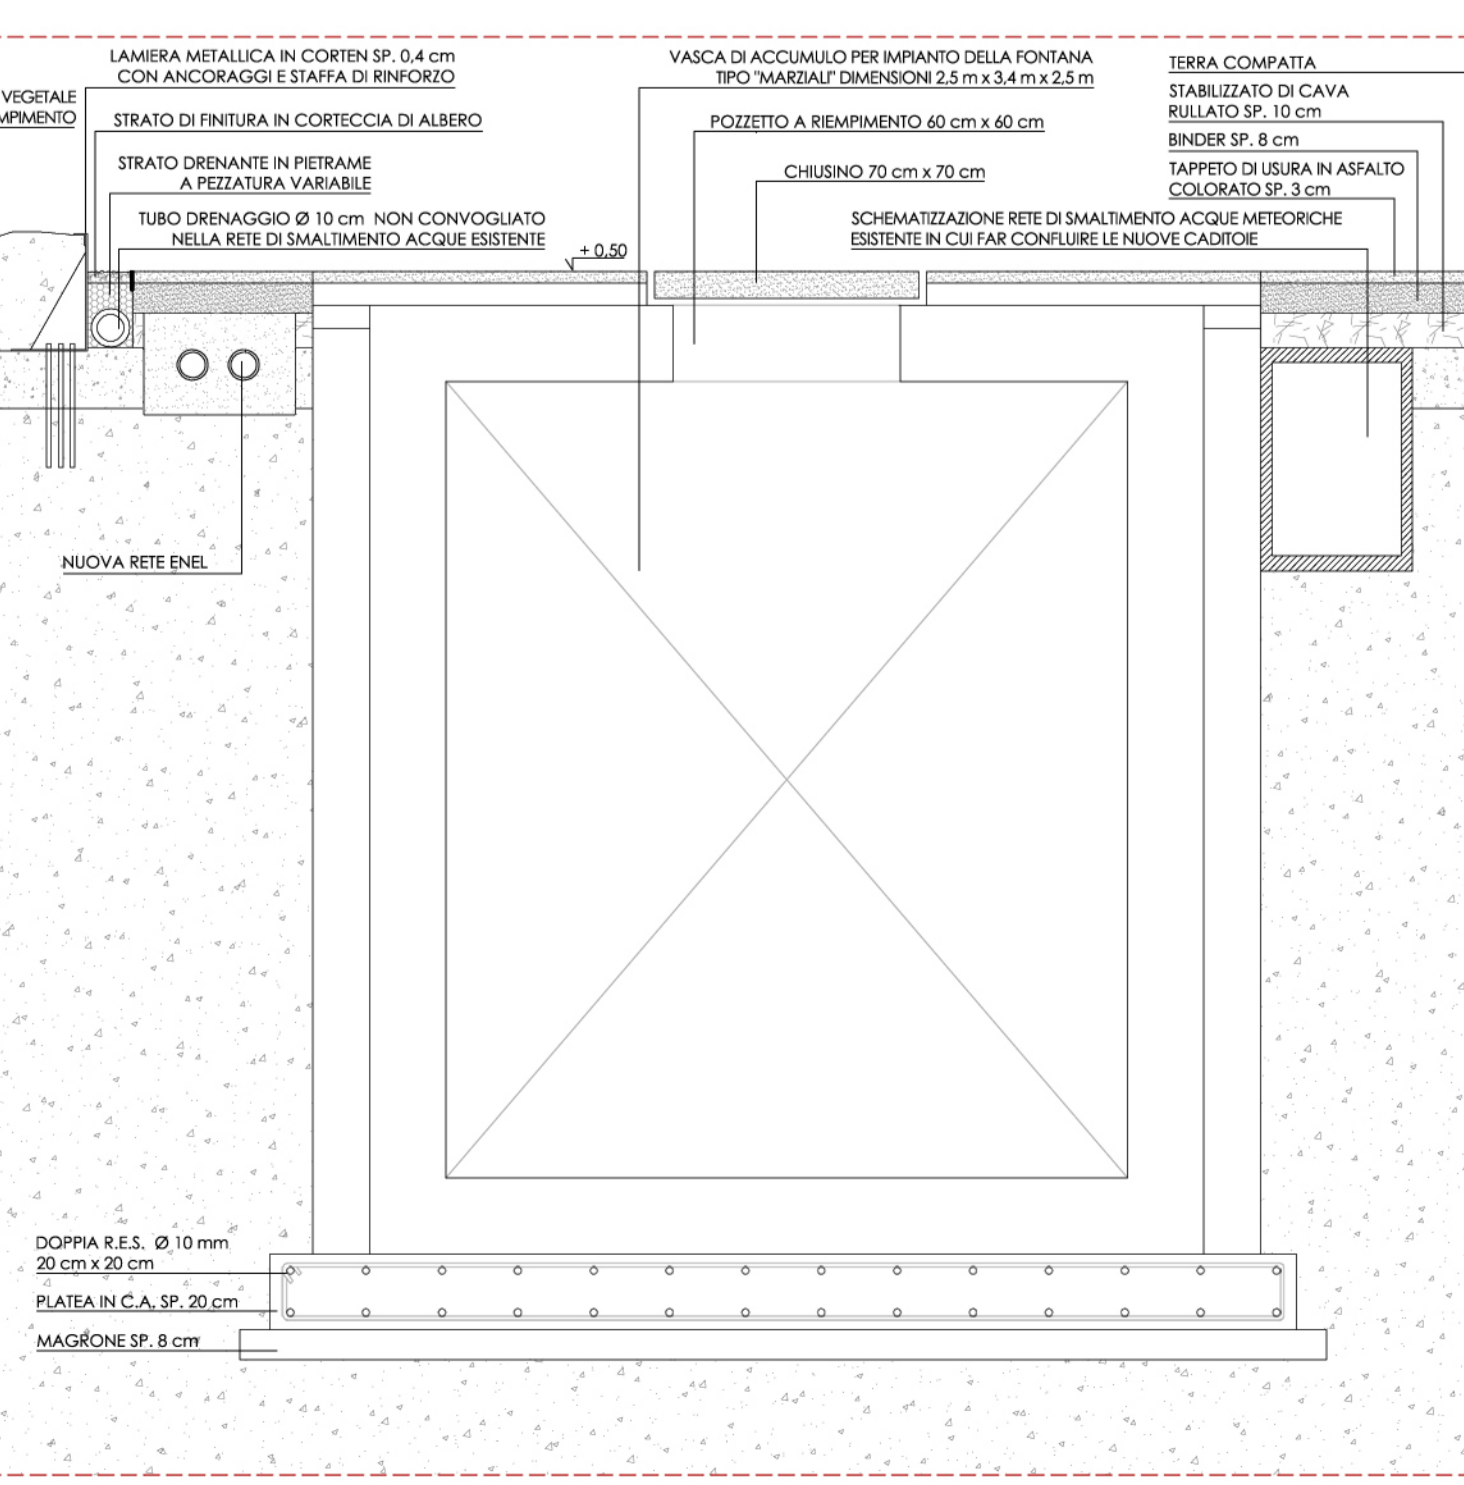 LAMIERA METALLICA IN CORTEN SP. 0,4 cm
CON ANCORAGGI E STAFFA DI RINFORZO
VEGETALE
MPIMENTO
STRATO DI FINITURA IN CORTECCIA DI ALBERO
STRATO DRENANTE IN PIETRAME
A PEZZATURA VARIABILE
TUBO DRENAGGIO Ø 10 cm NON CONVOGLIATO
NELLA RETE DI SMALTIMENTO ACQUE ESISTENTE
+ 0,50
VASCA DI ACCUMULO PER IMPIANTO DELLA FONTANA
TIPO "MARZIALI" DIMENSIONI 2,5 m x 3,4 m x 2,5 m
POZZETTO A RIEMPIMENTO 60 cm x 60 cm
CHIUSINO 70 cm x 70 cm
SCHEMATIZZAZIONE RETE DI SMALTIMENTO ACQUE METEORICHE
ESISTENTE IN CUI FAR CONFLUIRE LE NUOVE CADITOIE
TERRA COMPATTA
STABILIZZATO DI CAVA
RULLATO SP. 10 cm
BINDER SP. 8 cm
TAPPETO DI USURA IN ASFALTO
COLORATO SP. 3 cm
NUOVA RETE ENEL
DOPPIA R.E.S. Ø 10 mm
20 cm x 20 cm
PLATEA IN C.A. SP. 20 cm
MAGRONE SP. 8 cm